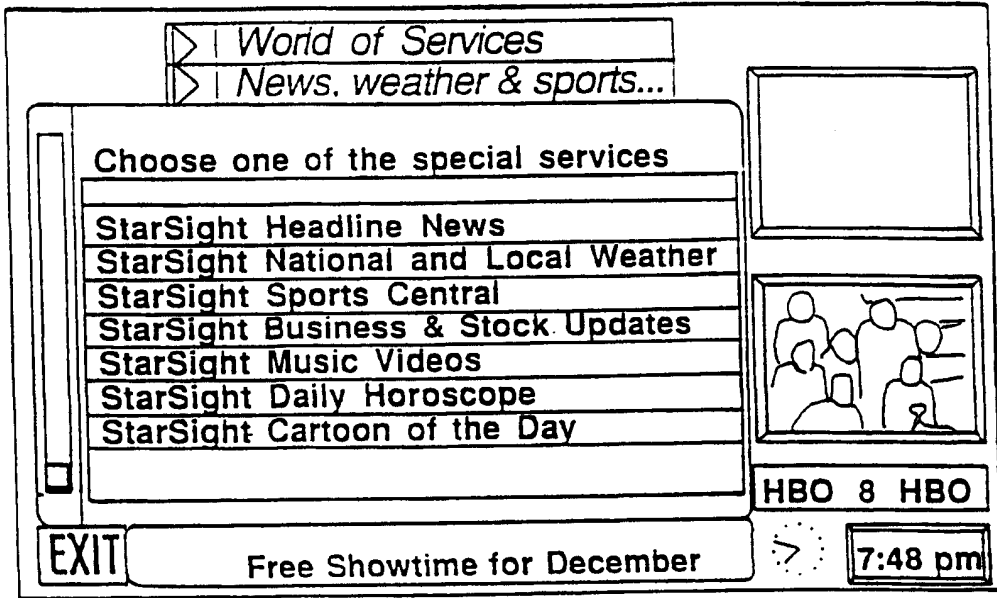 World of Services
News, weather & sports...
Choose one of the special services
StarSight Headline News
StarSight National and Local Weather
StarSight Sports Central
StarSight Business & Stock Updates
StarSight Music Videos
StarSight Daily Horoscope
StarSight Cartoon of the Day
HBO 8 HBO
EXIT
Free Showtime for December
7:48 pm